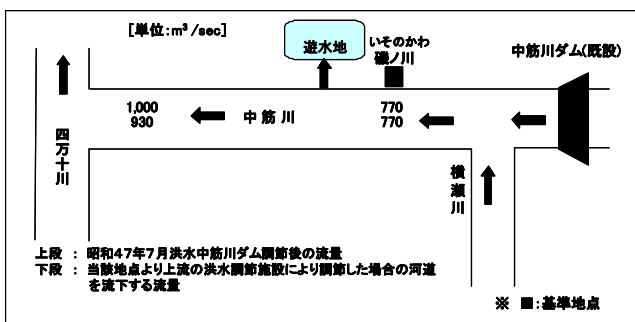 [単位:m³/sec]
遊水地
いそのかわ
磯ノ川
中筋川ダム(既設)
1,000
930
中筋川
770
770
四万十川
横瀬川
上段 : 昭和47年7月洪水中筋川ダム調節後の流量
下段 : 当該地点より上流の洪水調節施設により調節した場合の河道
を流下する流量
※ ■:基準地点